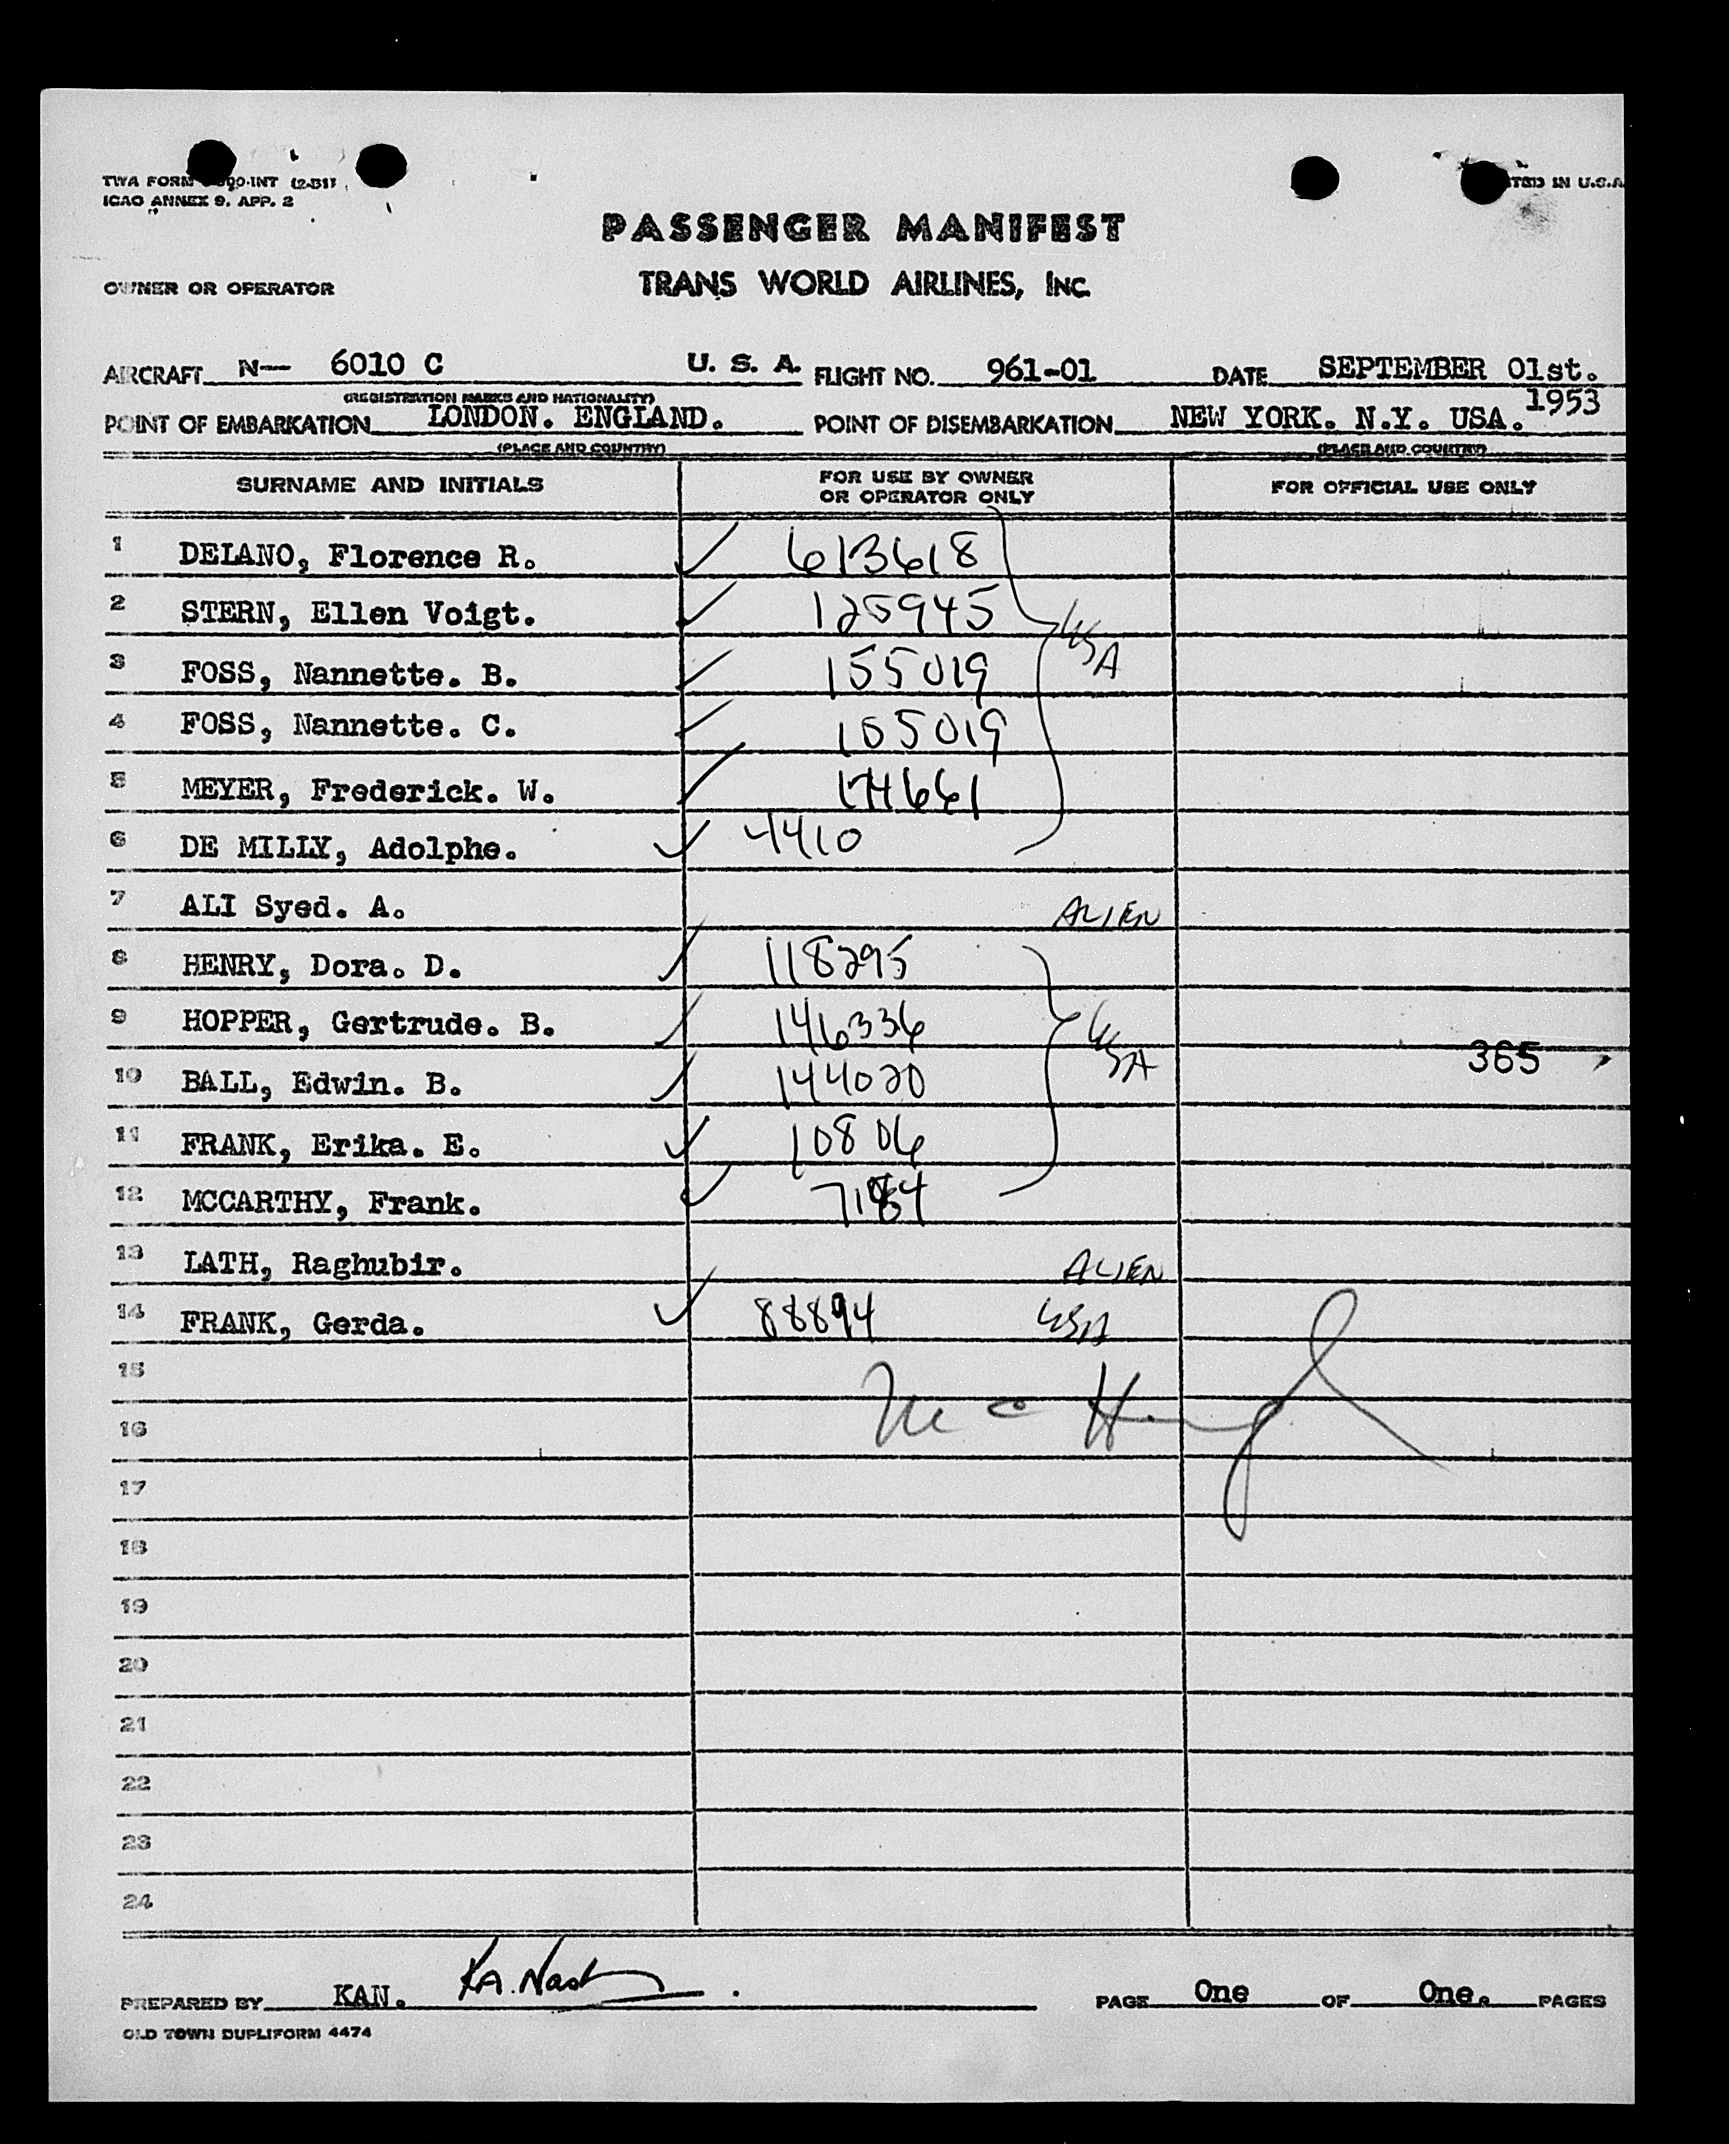 TWA FORM
ICAO ANNEX 9. APP. 2
TED IN U.S.A
PASSENGER MANIFEST
OWNER OR OPERATOR TRANS WORLD AIRLINES, INC.
AIRCRAFT N— 6010 C U. S. A. FLIGHT NO. 961-01 DATE SEPTEMBER 01st.
1953
(REGISTRATION MARKS AND NATIONALITY)
POINT OF EMBARKATION LONDON. ENGLAND. POINT OF DISEMBARKATION NEW YORK. N.Y. USA.
(PLACE AND COUNTRY) (PLACE AND COUNTRY)
SURNAME AND INITIALS FOR USE BY OWNER OR OPERATOR ONLY FOR OFFICIAL USE ONLY
1 DELANO, Florence R. 613618
2 STERN, Ellen Voigt. 125945 USA
3 FOSS, Nannette. B. 155019
4 FOSS, Nannette. C. 155019
5 MEYER, Frederick. W. 174661
6 DE MILLY, Adolphe. 4410
7 ALI Syed. A. ALIEN
8 HENRY, Dora. D. 118295
9 HOPPER, Gertrude. B. 146336 USA
365
10 BALL, Edwin. B. 144020
11 FRANK, Erika. E. 10806
12 MCCARTHY, Frank.
13 LATH, Raghubir. ALIEN
14 FRANK, Gerda. 88894 USA
15
16
17
18
19
20
21
22
23
24
PREPARED BY KAN. K.A. Nash PAGE One OF One. PAGES
OLD TOWN DUPLIFORM 4474